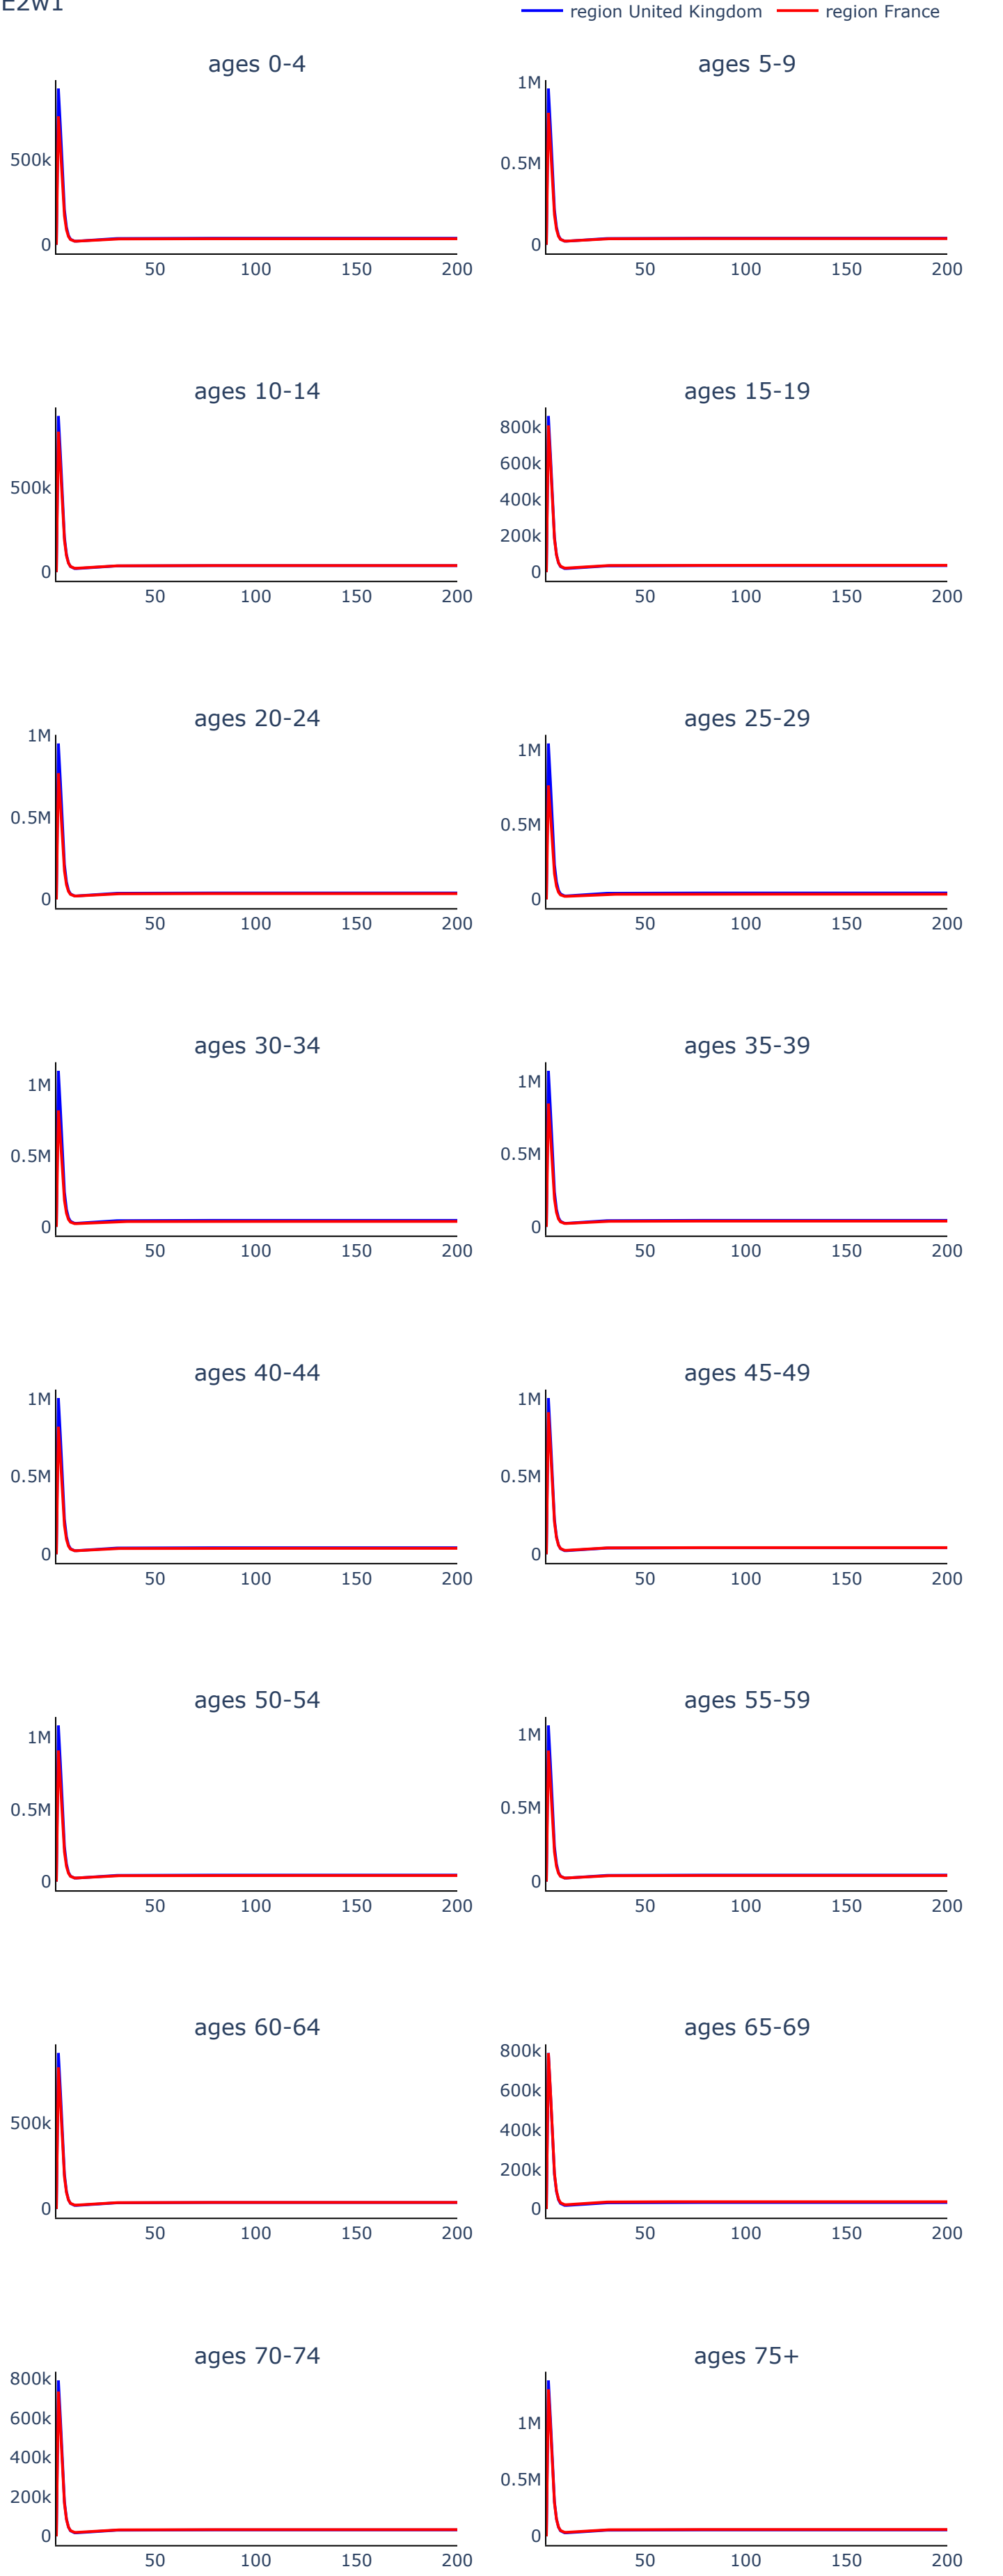 E2w1
region United Kingdom region France
ages 0-4 ages 5-9
500k
0
50 100 150 200
1M
0.5M
0
50 100 150 200
ages 10-14 ages 15-19
500k
0
50 100 150 200
800k
600k
400k
200k
0
50 100 150 200
ages 20-24 ages 25-29
1M
0.5M
0
50 100 150 200
1M
0.5M
0
50 100 150 200
ages 30-34 ages 35-39
1M
0.5M
0
50 100 150 200
1M
0.5M
0
50 100 150 200
ages 40-44 ages 45-49
1M
0.5M
0
50 100 150 200
1M
0.5M
0
50 100 150 200
ages 50-54 ages 55-59
1M
0.5M
0
50 100 150 200
1M
0.5M
0
50 100 150 200
ages 60-64 ages 65-69
500k
0
50 100 150 200
800k
600k
400k
200k
0
50 100 150 200
ages 70-74 ages 75+
800k
600k
400k
200k
0
50 100 150 200
1M
0.5M
0
50 100 150 200